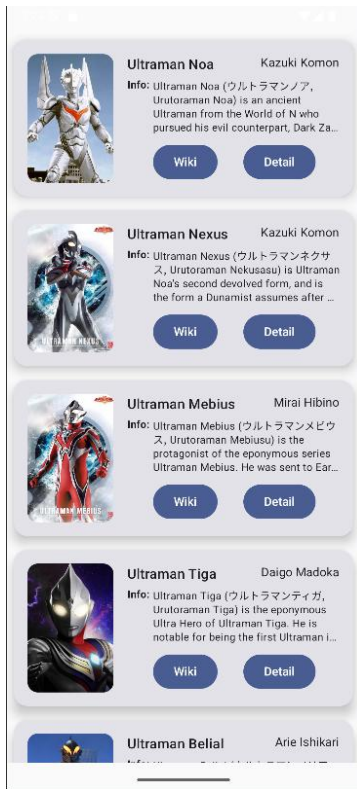 Ultraman Noa
Kazuki Komon
Info: Ultraman Noa (ウルトラマンノア,
Urutoraman Noa) is an ancient
Ultraman from the World of N who
pursued his evil counterpart, Dark Za...
Wiki
Detail
Ultraman Nexus
Kazuki Komon
Info: Ultraman Nexus (ウルトラマンネクサ
ス, Urutoraman Nekusasu) is Ultraman
Noa's second devolved form, and is
the form a Dunamist assumes after ...
ULTRAMAN NEXUS
Wiki
Detail
Ultraman Mebius
Mirai Hibino
Info: Ultraman Mebius (ウルトラマンメビウ
ス, Urutoraman Mebiusu) is the
protagonist of the eponymous series
Ultraman Mebius. He was sent to Ear...
ULTRAMAN MEBIUS
Wiki
Detail
Ultraman Tiga
Daigo Madoka
Info: Ultraman Tiga (ウルトラマンティガ,
Urutoraman Tiga) is the eponymous
Ultra Hero of Ultraman Tiga. He is
notable for being the first Ultraman i...
Wiki
Detail
Ultraman Belial
Arie Ishikari